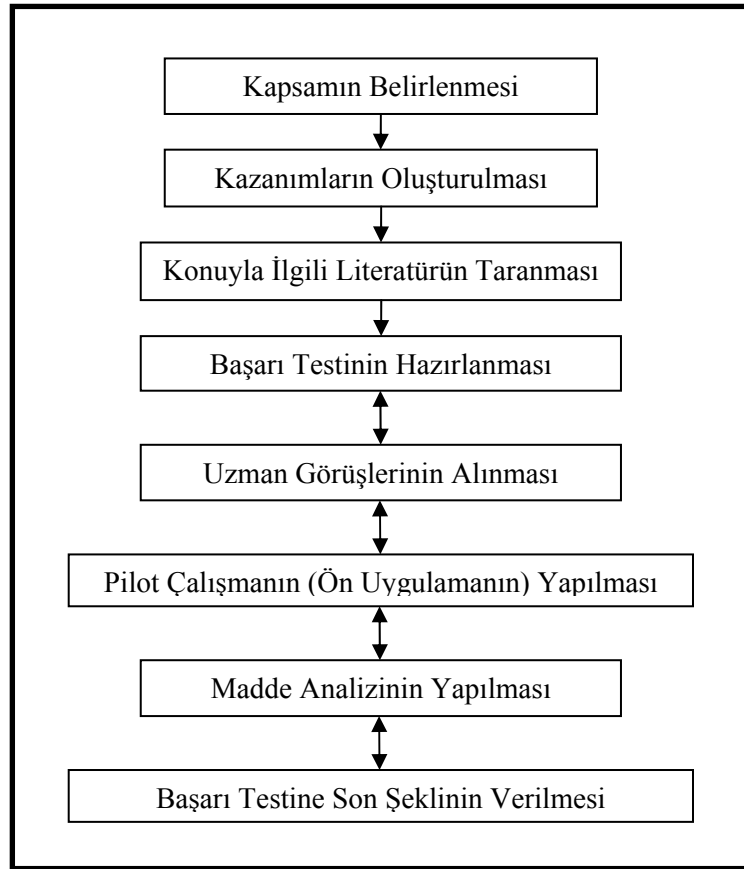 Kapsamın Belirlenmesi
Kazanımların Oluşturulması
Konuyla İlgili Literatürün Taranması
Başarı Testinin Hazırlanması
Uzman Görüşlerinin Alınması
Pilot Çalışmanın (Ön Uygulamanın) Yapılması
Madde Analizinin Yapılması
Başarı Testine Son Şeklinin Verilmesi